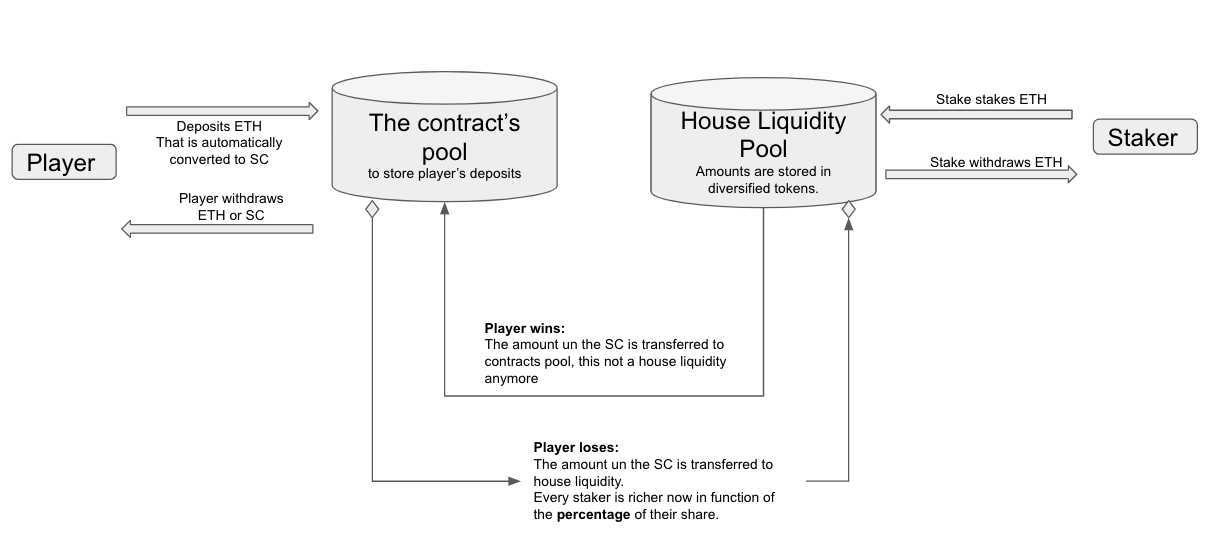 Player
Deposits ETH
That is automatically
converted to SC
Player withdraws
ETH or SC
The contract's
pool
to store player's deposits
House Liquidity
Pool
Amounts are stored in
diversified tokens.
Stake stakes ETH
Stake withdraws ETH
Staker
Player wins:
The amount un the SC is transferred to
contracts pool, this not a house liquidity
anymore
Player loses:
The amount un the SC is transferred to
house liquidity.
Every staker is richer now in function of
the percentage of their share.